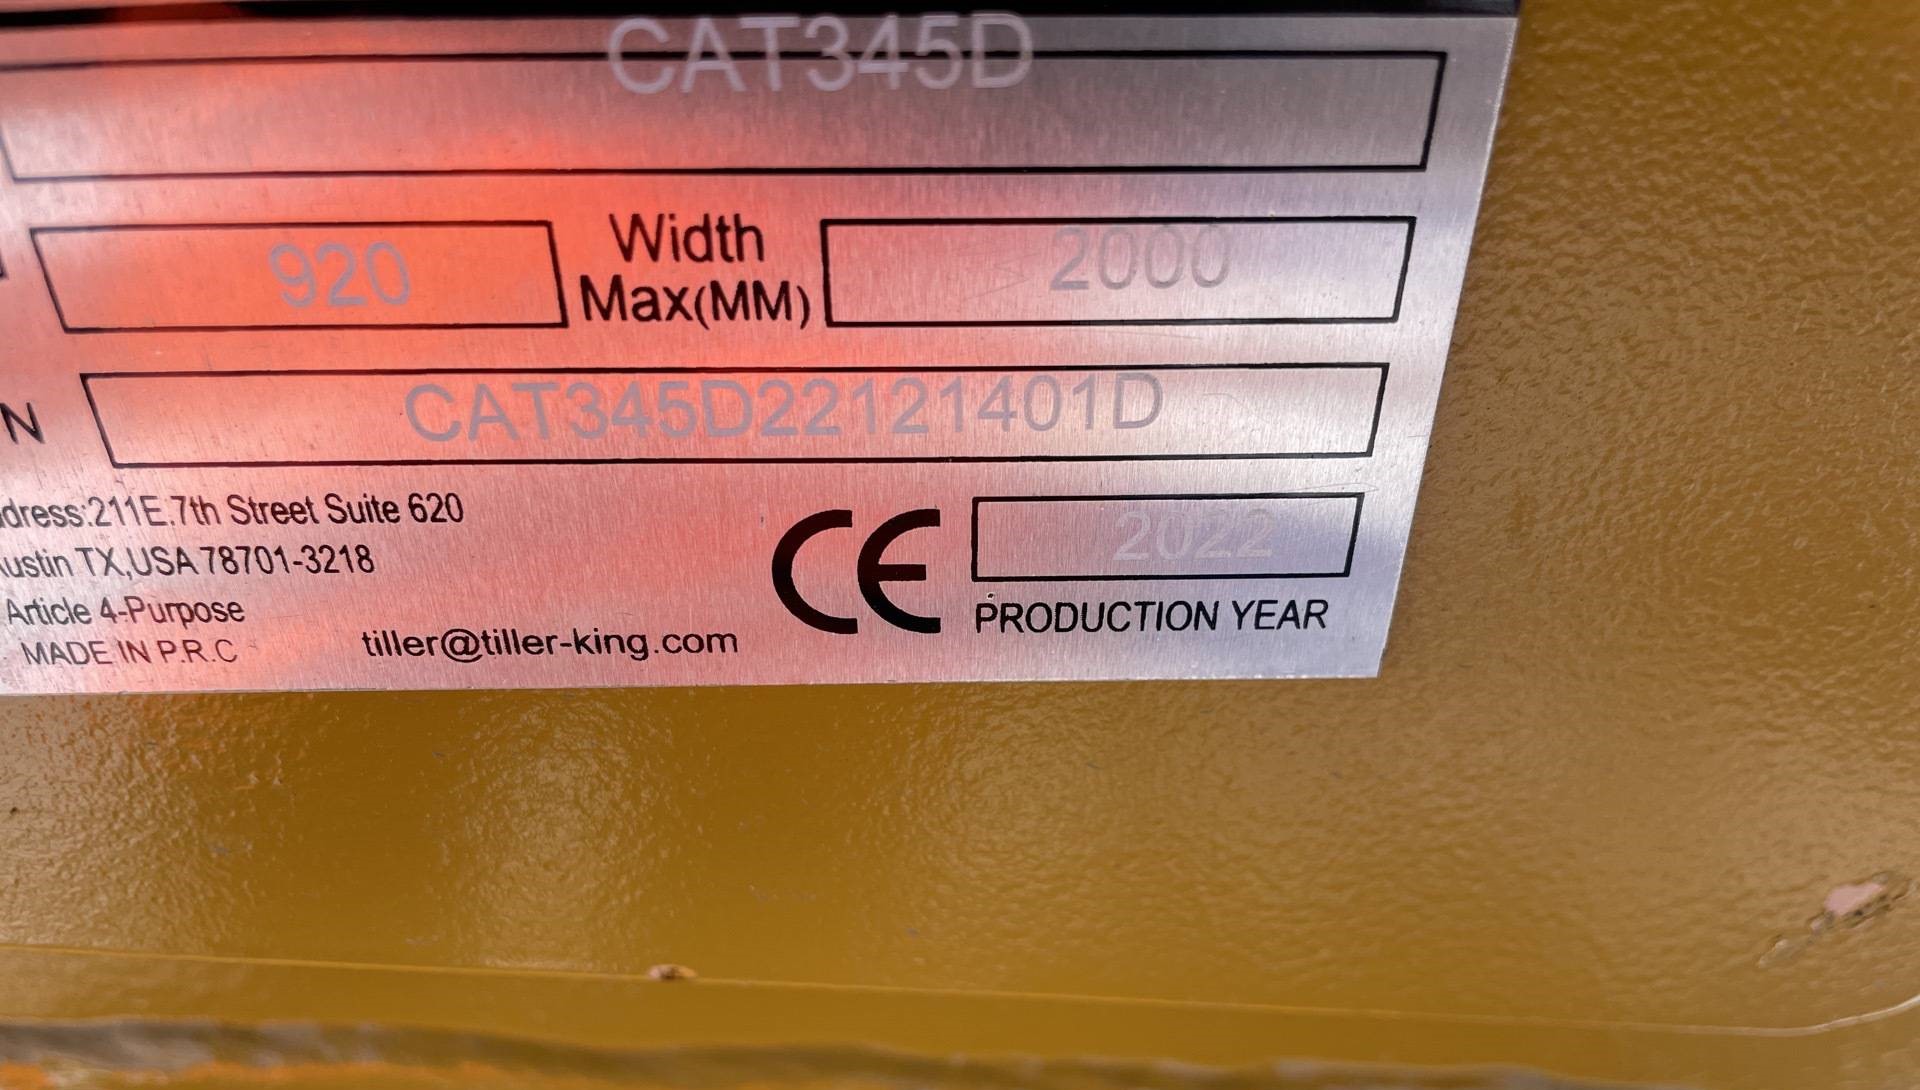 CAT345D
920 Width Max(MM) 2000
N CAT345D22121401D
dress:211E.7th Street Suite 620
ustin TX,USA 78701-3218
Article 4-Purpose
MADE IN P.R.C
tiller@tiller-king.com
CE
2022
PRODUCTION YEAR